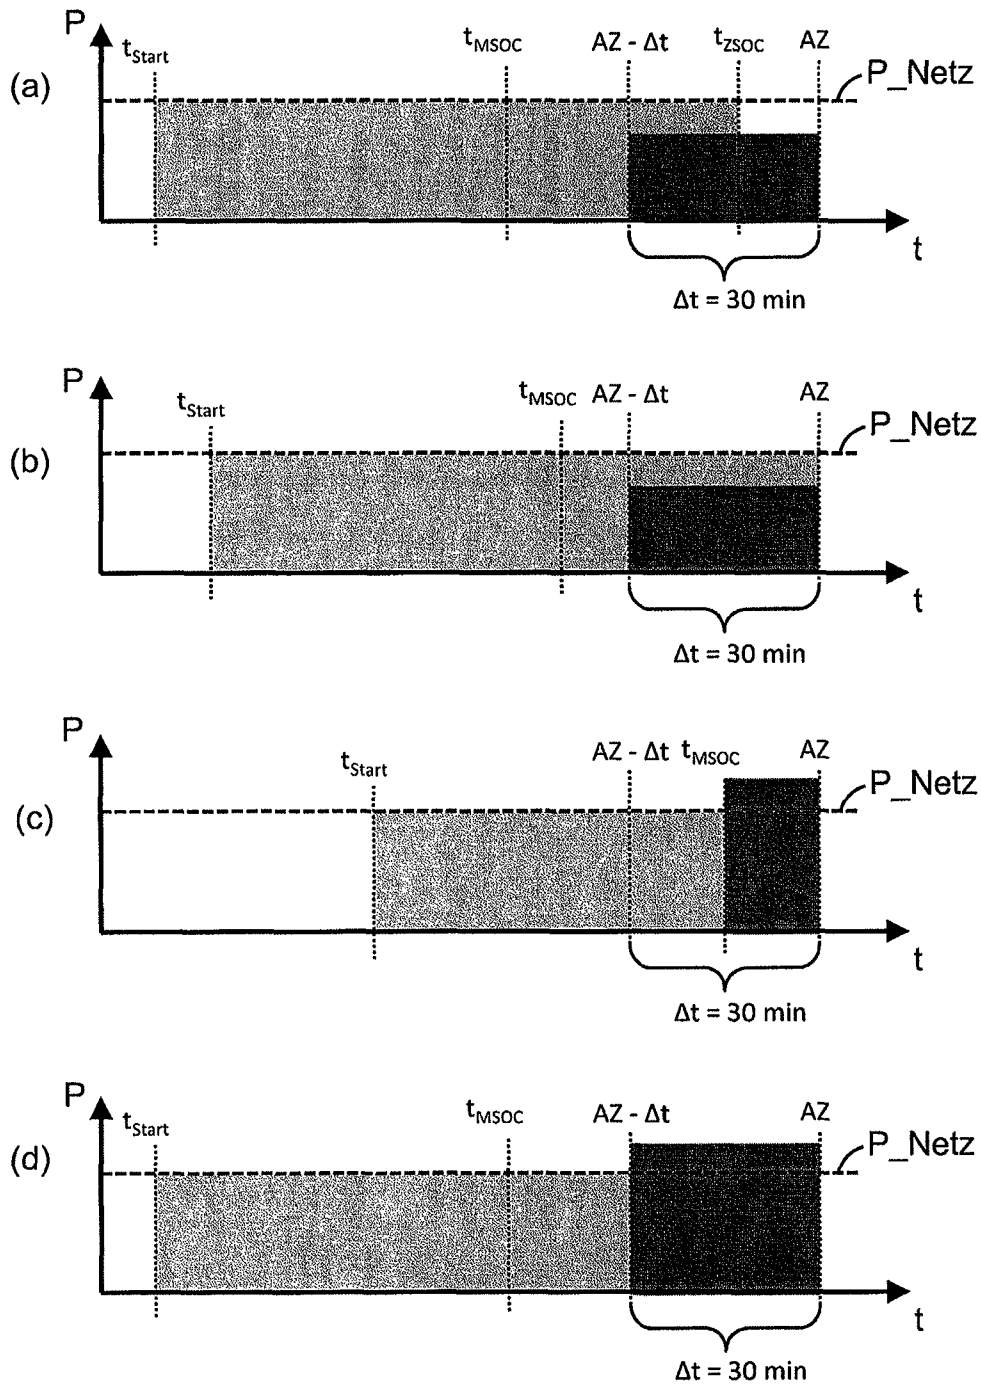 P
t_Start
t_MSOC
AZ - Δt
t_ZSOC
AZ
P_Netz
(a)
t
Δt = 30 min
P
t_Start
t_MSOC
AZ - Δt
AZ
P_Netz
(b)
t
Δt = 30 min
P
t_Start
AZ - Δt
t_MSOC
AZ
P_Netz
(c)
t
Δt = 30 min
P
t_Start
t_MSOC
AZ - Δt
AZ
P_Netz
(d)
t
Δt = 30 min